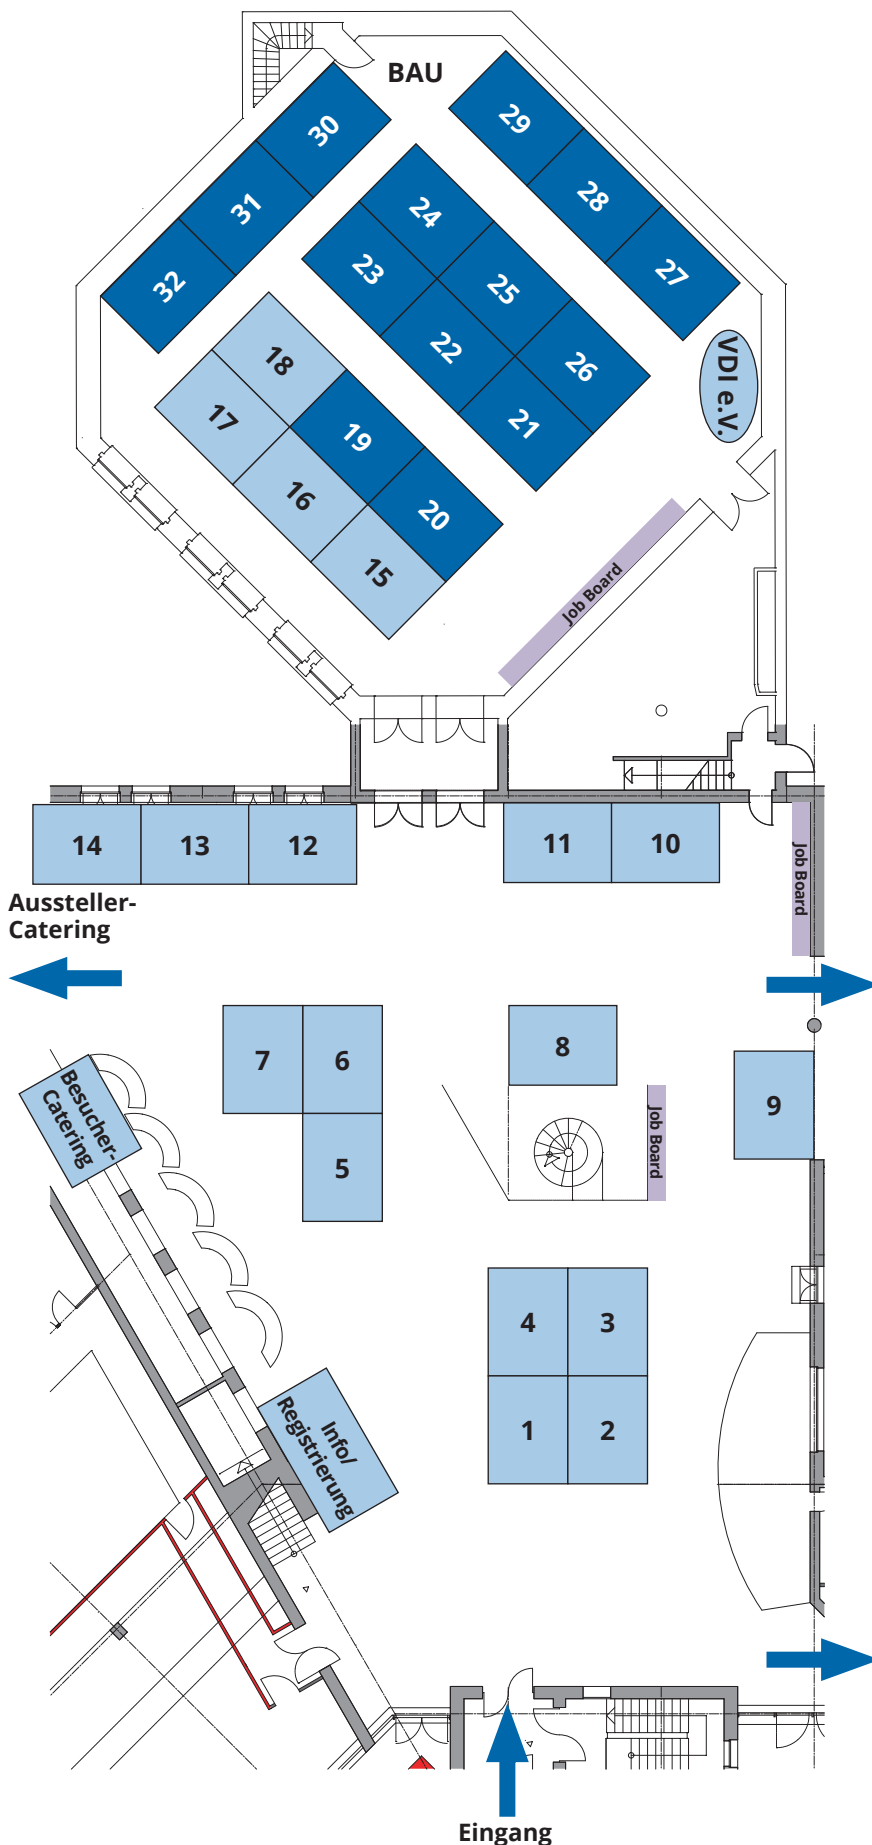 BAU
29
30
28
24
31
27
23
25
32
22
26
VDI e.V.
18
21
17
19
16
20
15
Job Board
14
13
12
11
10
Job Board
Aussteller-
Catering
7
6
8
9
Besucher-
Catering
Job Board
5
4
3
1
2
Info/
Registrierung
Eingang